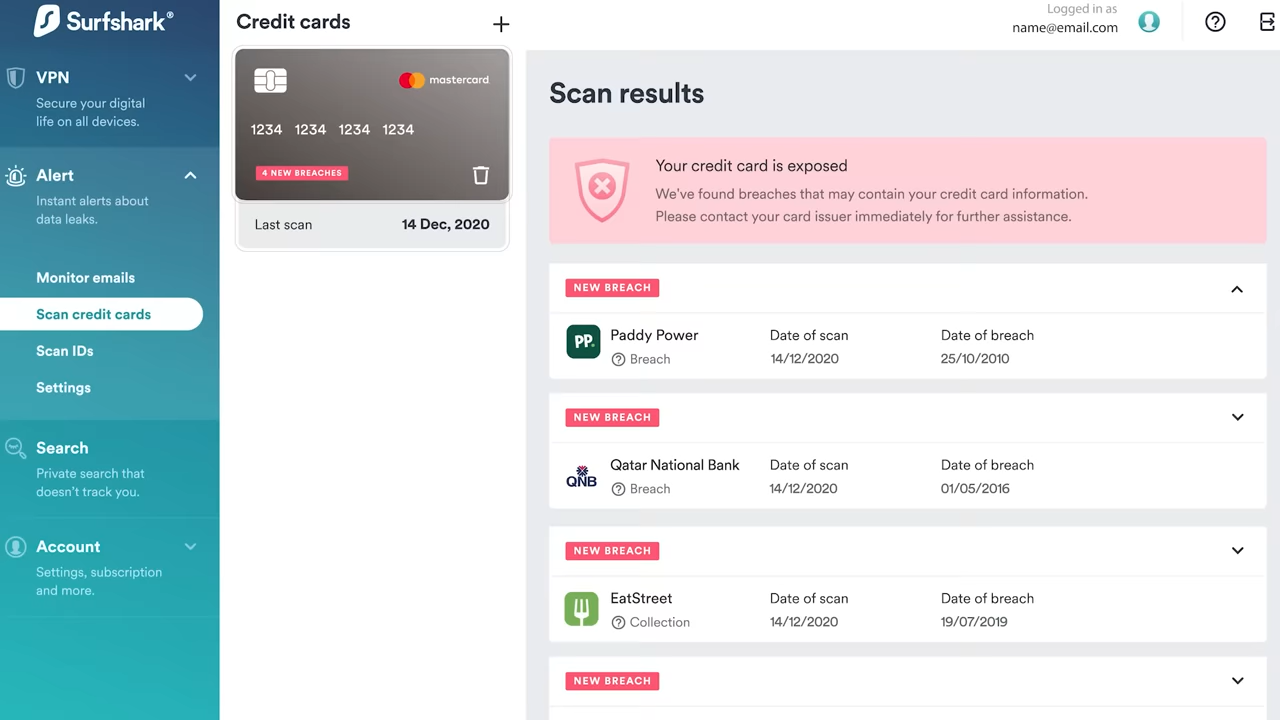 Surfshark®
VPN
Secure your digital
life on all devices.
Alert
Instant alerts about
data leaks.
Monitor emails
Scan credit cards
Scan IDs
Settings
Search
Private search that
doesn't track you.
Account
Settings, subscription
and more.
Credit cards
mastercard
1234 1234 1234 1234
4 NEW BREACHES
Last scan 14 Dec, 2020
Logged in as
name@email.com
Scan results
Your credit card is exposed
We've found breaches that may contain your credit card information.
Please contact your card issuer immediately for further assistance.
NEW BREACH
PP.
Paddy Power Date of scan Date of breach
Breach 14/12/2020 25/10/2010
NEW BREACH
QNB
Qatar National Bank Date of scan Date of breach
Breach 14/12/2020 01/05/2016
NEW BREACH
EatStreet Date of scan Date of breach
Collection 14/12/2020 19/07/2019
NEW BREACH